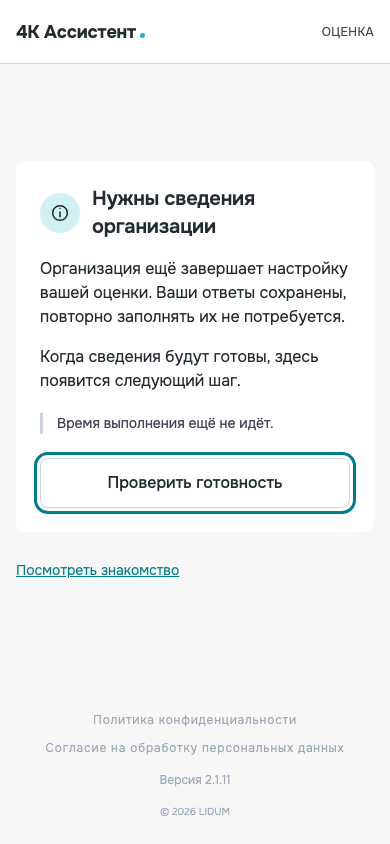 4K Ассистент
ОЦЕНКА
Нужны сведения
организации
Организация ещё завершает настройку
вашей оценки. Ваши ответы сохранены,
повторно заполнять их не потребуется.
Когда сведения будут готовы, здесь
появится следующий шаг.
Время выполнения ещё не идёт.
Проверить готовность
Посмотреть знакомство
Политика конфиденциальности
Согласие на обработку персональных данных
Версия 2.1.11
© 2026 LIDUM